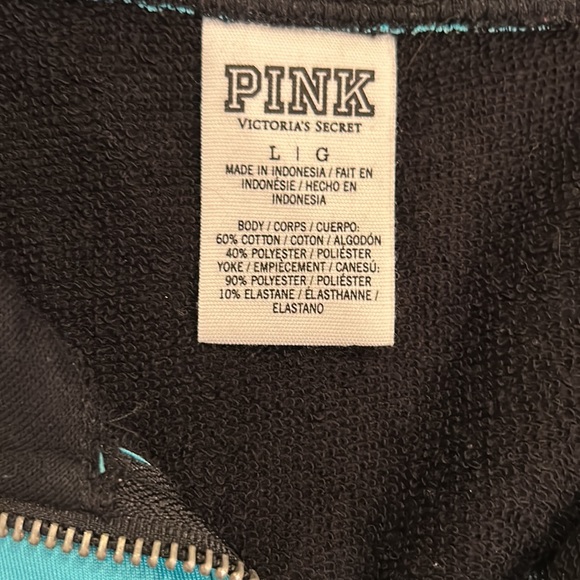 PINK
VICTORIA'S SECRET
L | G
MADE IN INDONESIA / FAIT EN
INDONÉSIE / HECHO EN
INDONESIA
BODY / CORPS / CUERPO:
60% COTTON / COTON / ALGODÓN
40% POLYESTER / POLIÉSTER
YOKE / EMPIÈCEMENT / CANESÚ:
90% POLYESTER / POLIÉSTER
10% ELASTANE / ÉLASTHANNE /
ELASTANO